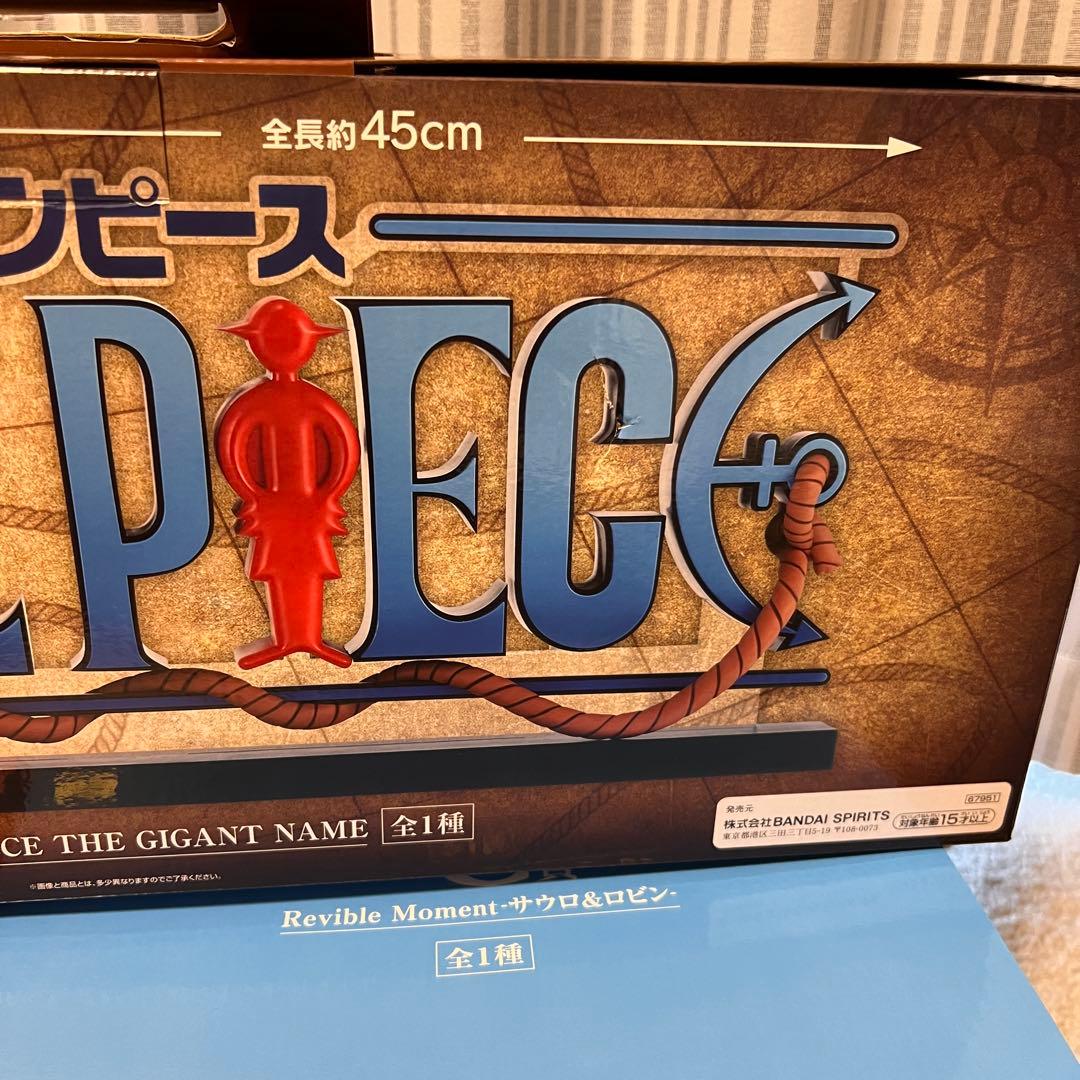 全長約45cm
ンピース
PIECE
CE THE GIGANT NAME 全1種
※画像と商品とは、多少異なりますのでご了承ください。
67951
発売元
株式会社BANDAI SPIRITS
対象年齢15才以上
東京都港区三田三丁目5-19 〒108-0073
Revible Moment-サウロ&ロビン-
全1種